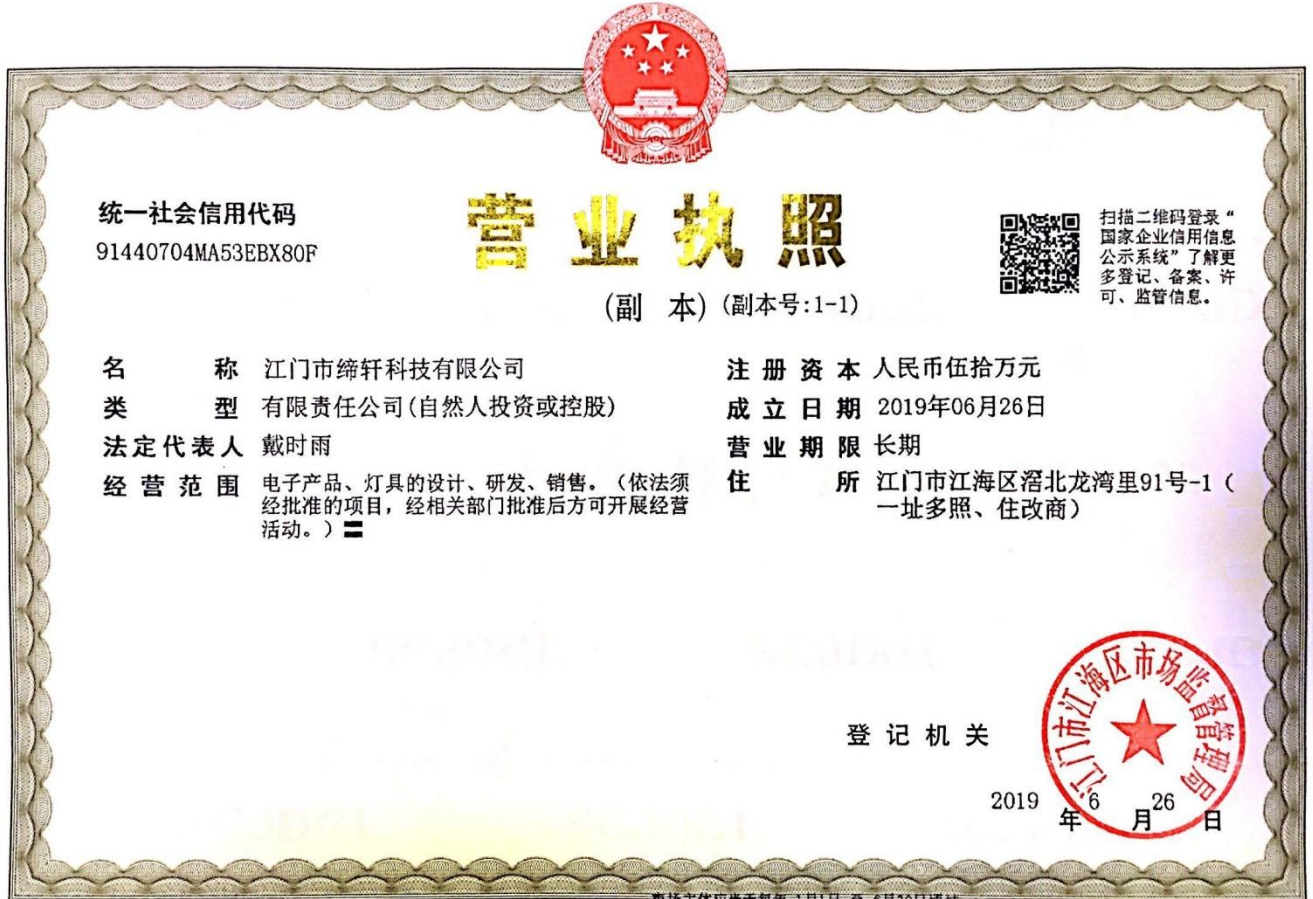 统一社会信用代码
91440704MA53EBX80F
营业执照
(副 本) (副本号:1-1)
扫描二维码登录“
国家企业信用信息
公示系统”了解更
多登记、备案、许
可、监管信息。
名 称 江门市缔轩科技有限公司
类 型 有限责任公司(自然人投资或控股)
法定代表人 戴时雨
经营范围 电子产品、灯具的设计、研发、销售。(依法须
经批准的项目,经相关部门批准后方可开展经营
活动。)
注册资本 人民币伍拾万元
成立日期 2019年06月26日
营业期限 长期
住 所 江门市江海区滘北龙湾里91号-1(
一址多照、住改商)
登记机关
江门市江海区市场监督管理局
2019 年 6 月 26 日